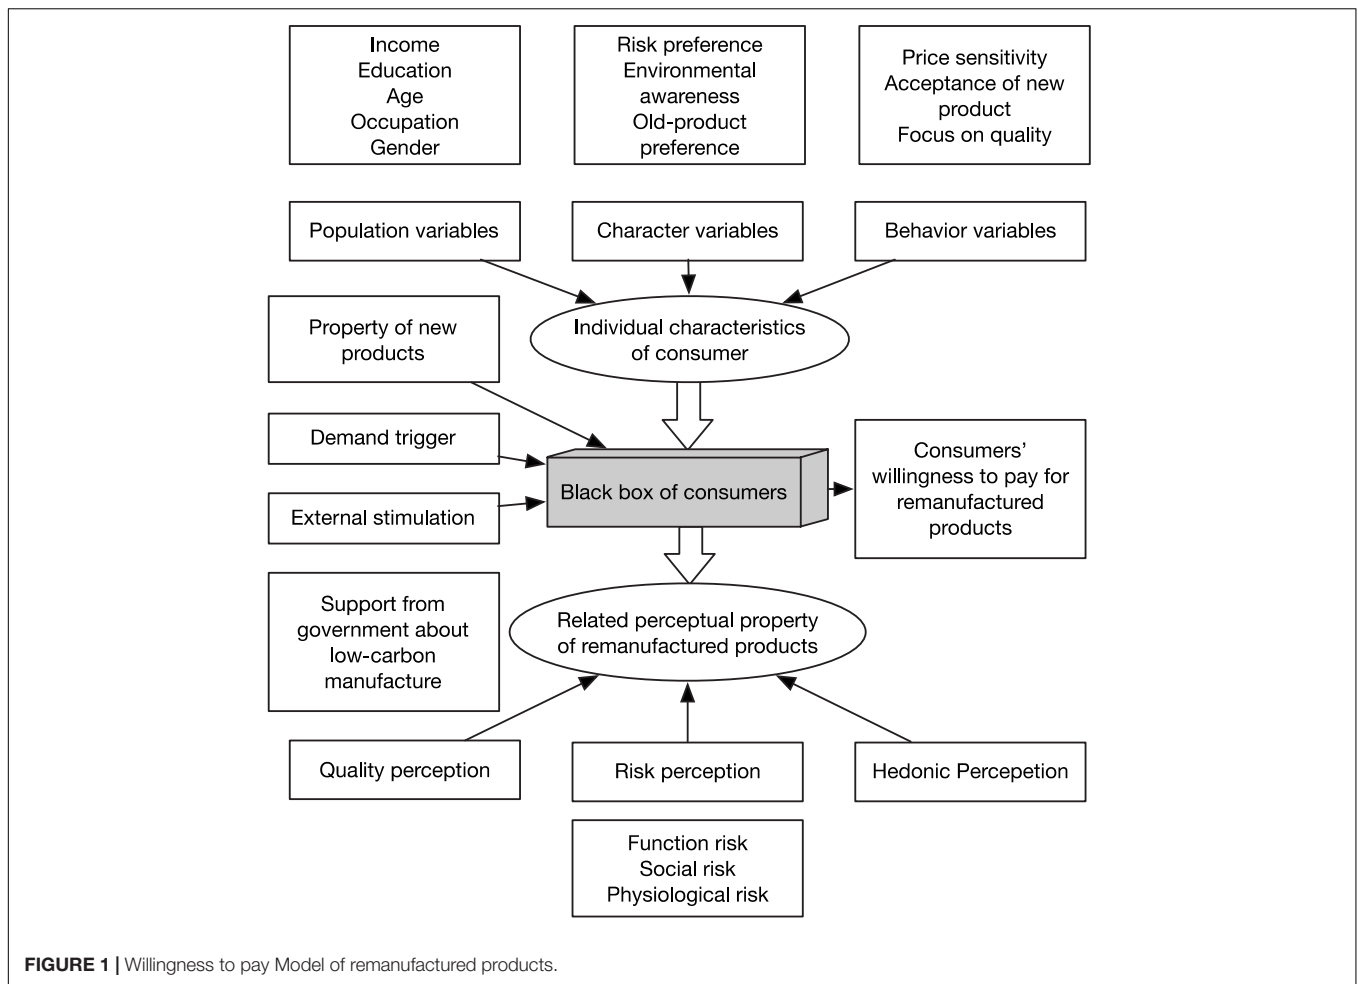 Income
Education
Age
Occupation
Gender
Risk preference
Environmental
awareness
Old-product
preference
Price sensitivity
Acceptance of new
product
Focus on quality
Population variables
Character variables
Behavior variables
Property of new
products
Individual characteristics
of consumer
Demand trigger
External stimulation
Black box of consumers
Consumers’
willingness to pay for
remanufactured
products
Support from
government about
low-carbon
manufacture
Related perceptual property
of remanufactured products
Quality perception
Risk perception
Hedonic Percepetion
Function risk
Social risk
Physiological risk
FIGURE 1 | Willingness to pay Model of remanufactured products.